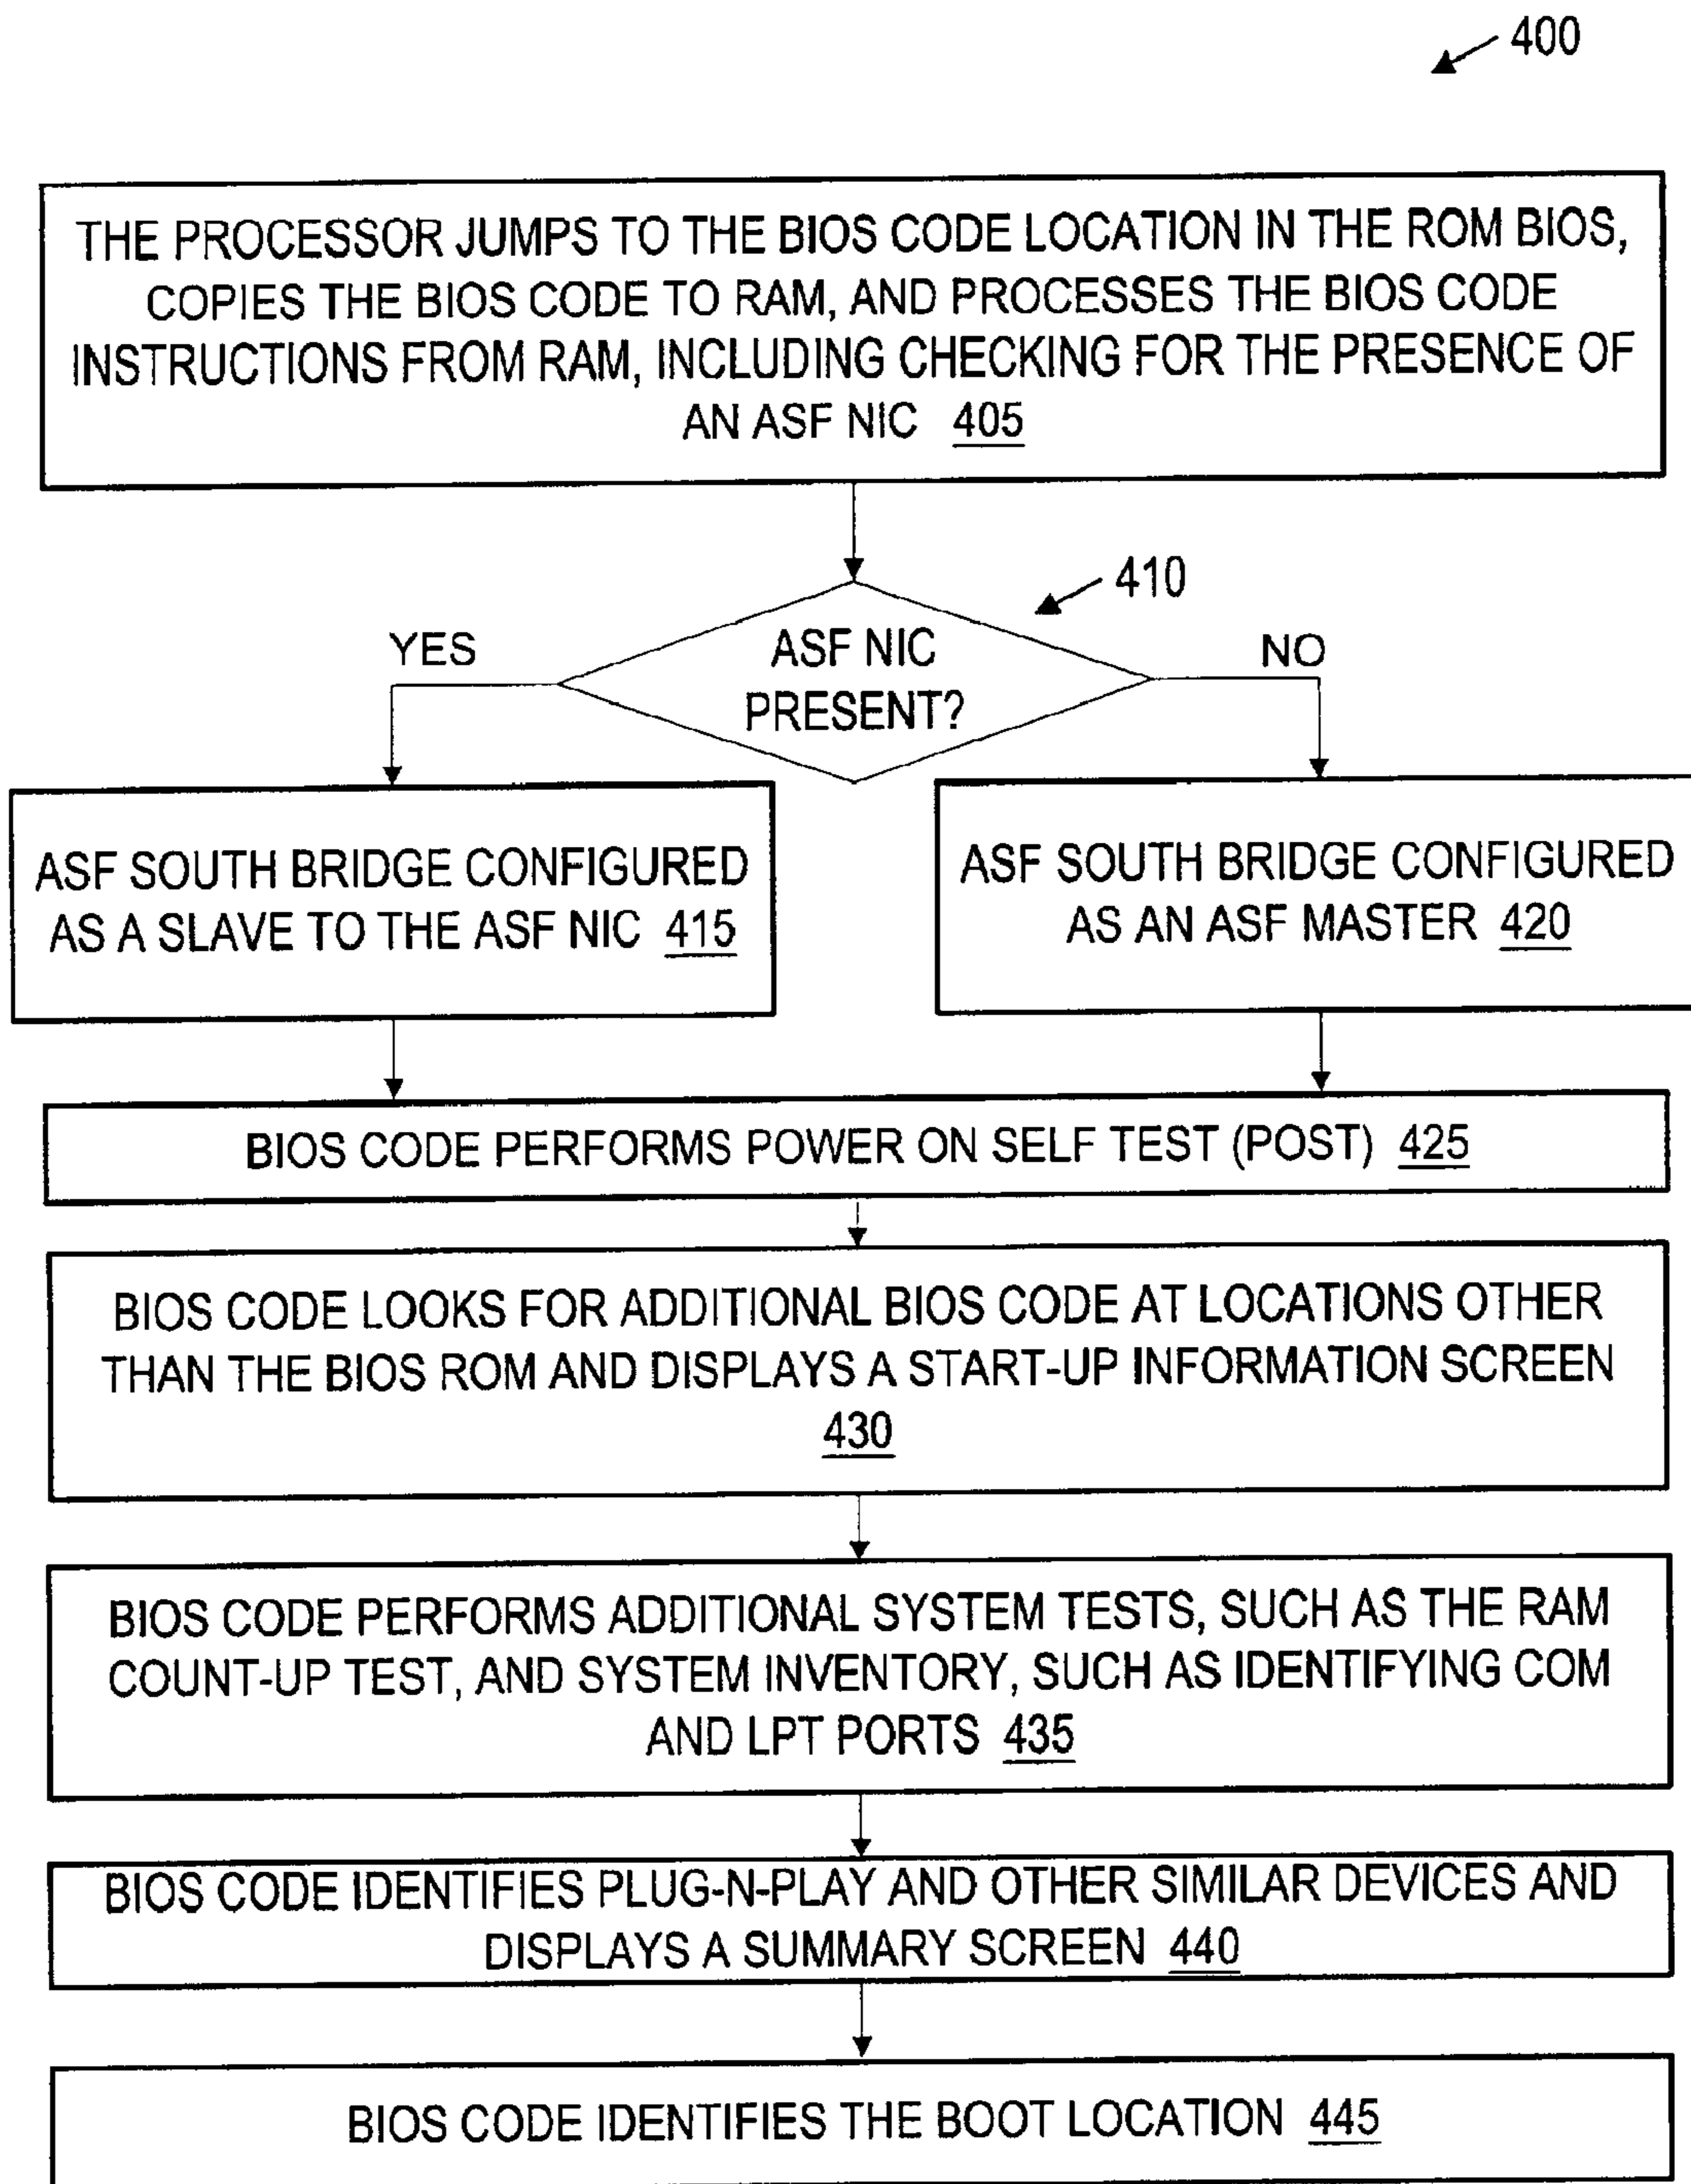 400
THE PROCESSOR JUMPS TO THE BIOS CODE LOCATION IN THE ROM BIOS,
COPIES THE BIOS CODE TO RAM, AND PROCESSES THE BIOS CODE
INSTRUCTIONS FROM RAM, INCLUDING CHECKING FOR THE PRESENCE OF
AN ASF NIC 405
410
YES
ASF NIC
PRESENT?
NO
ASF SOUTH BRIDGE CONFIGURED
AS A SLAVE TO THE ASF NIC 415
ASF SOUTH BRIDGE CONFIGURED
AS AN ASF MASTER 420
BIOS CODE PERFORMS POWER ON SELF TEST (POST) 425
BIOS CODE LOOKS FOR ADDITIONAL BIOS CODE AT LOCATIONS OTHER
THAN THE BIOS ROM AND DISPLAYS A START-UP INFORMATION SCREEN
430
BIOS CODE PERFORMS ADDITIONAL SYSTEM TESTS, SUCH AS THE RAM
COUNT-UP TEST, AND SYSTEM INVENTORY, SUCH AS IDENTIFYING COM
AND LPT PORTS 435
BIOS CODE IDENTIFIES PLUG-N-PLAY AND OTHER SIMILAR DEVICES AND
DISPLAYS A SUMMARY SCREEN 440
BIOS CODE IDENTIFIES THE BOOT LOCATION 445